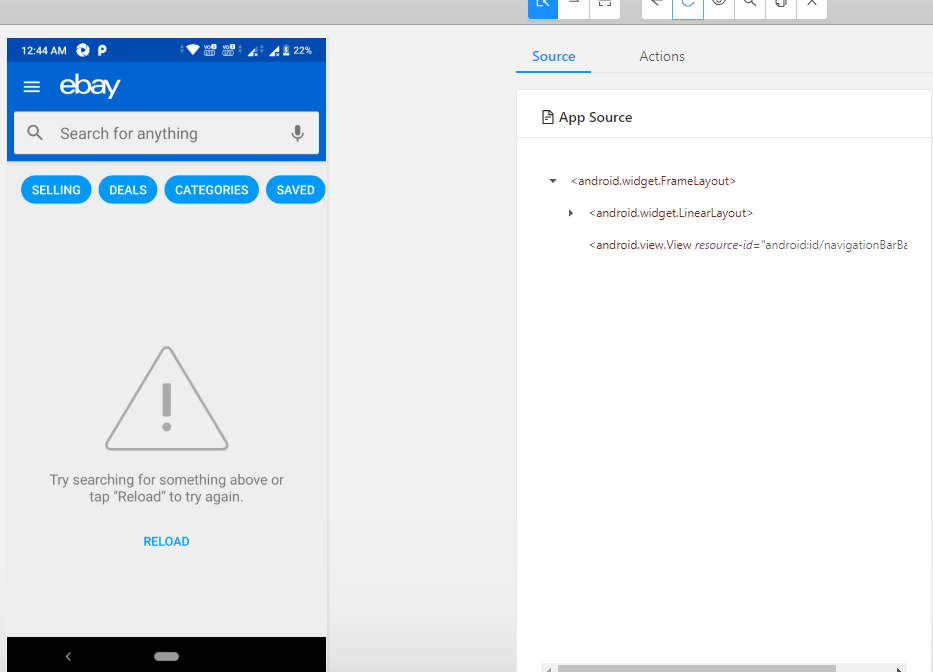 12:44 AM
22%
ebay
Search for anything
SELLING
DEALS
CATEGORIES
SAVED
Try searching for something above or
tap "Reload" to try again.
RELOAD
Source
Actions
App Source
<android.widget.FrameLayout>
<android.widget.LinearLayout>
<android.view.View resource-id="android:id/navigationBarBa